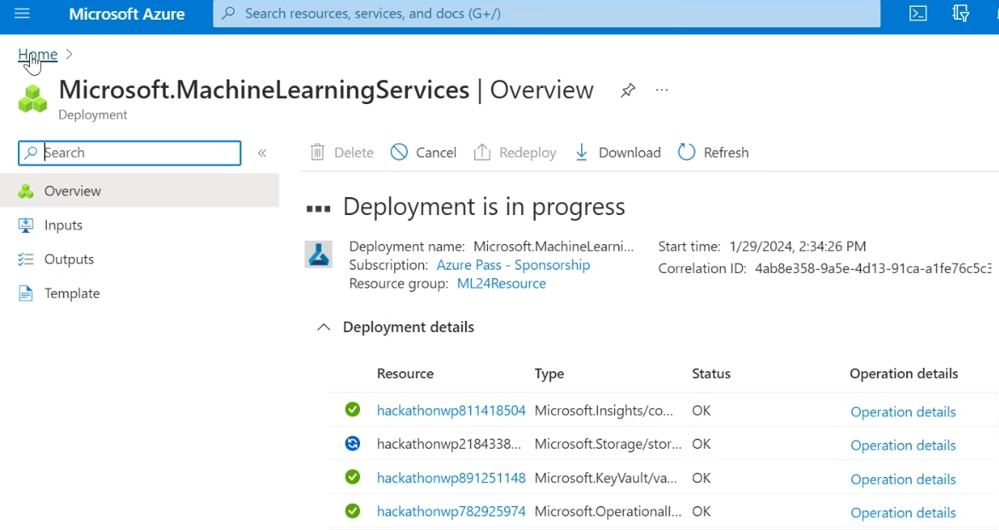 Microsoft Azure
Search resources, services, and docs (G+/)
Home
Microsoft.MachineLearningServices | Overview
Deployment
Search
Overview
Inputs
Outputs
Template
Delete Cancel Redeploy Download Refresh
Deployment is in progress
Deployment name: Microsoft.MachineLearni... Start time: 1/29/2024, 2:34:26 PM
Subscription: Azure Pass - Sponsorship Correlation ID: 4ab8e358-9a5e-4d13-91ca-a1fe76c5c3
Resource group: ML24Resource
Deployment details
Resource Type Status Operation details
hackathonwp811418504 Microsoft.Insights/co... OK Operation details
hackathonwp2184338... Microsoft.Storage/stor... OK Operation details
hackathonwp891251148 Microsoft.KeyVault/va... OK Operation details
hackathonwp782925974 Microsoft.OperationalI... OK Operation details